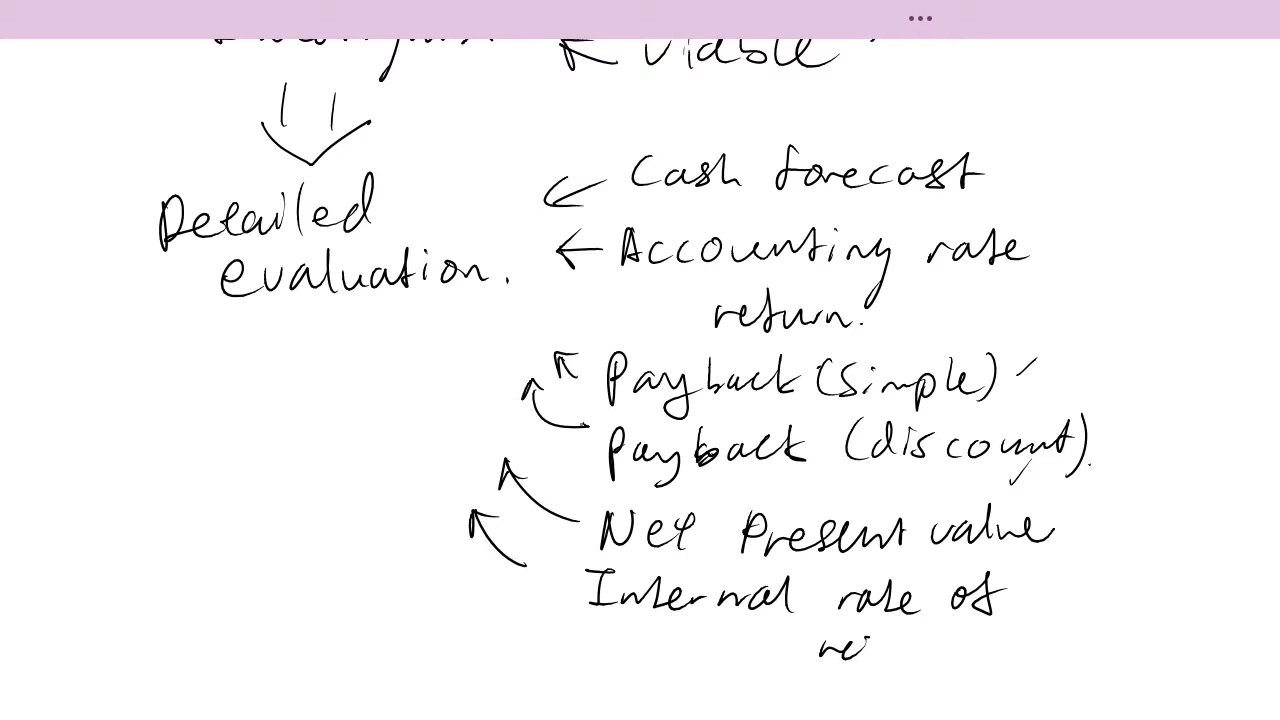 viable
Cash forecast
Detailed
evaluation.
Accounting rate
return.
Payback (simple)
Payback (discount).
Net Present value
Internal rate of